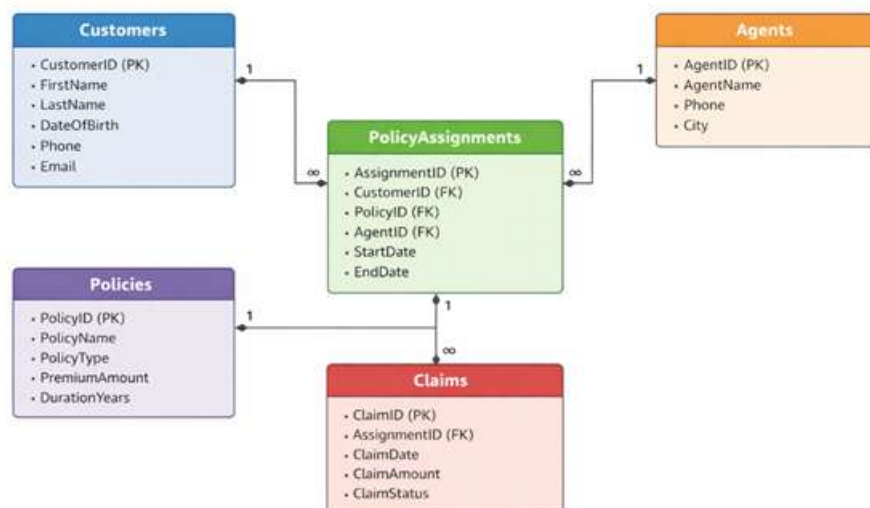 Customers
• CustomerID (PK)
• FirstName
• LastName
• DateOfBirth
• Phone
• Email
1
∞
Agents
• AgentID (PK)
• AgentName
• Phone
• City
1
∞
PolicyAssignments
• AssignmentID (PK)
• CustomerID (FK)
• PolicyID (FK)
• AgentID (FK)
• StartDate
• EndDate
1
Policies
• PolicyID (PK)
• PolicyName
• PolicyType
• PremiumAmount
• DurationYears
1
∞
Claims
• ClaimID (PK)
• AssignmentID (FK)
• ClaimDate
• ClaimAmount
• ClaimStatus